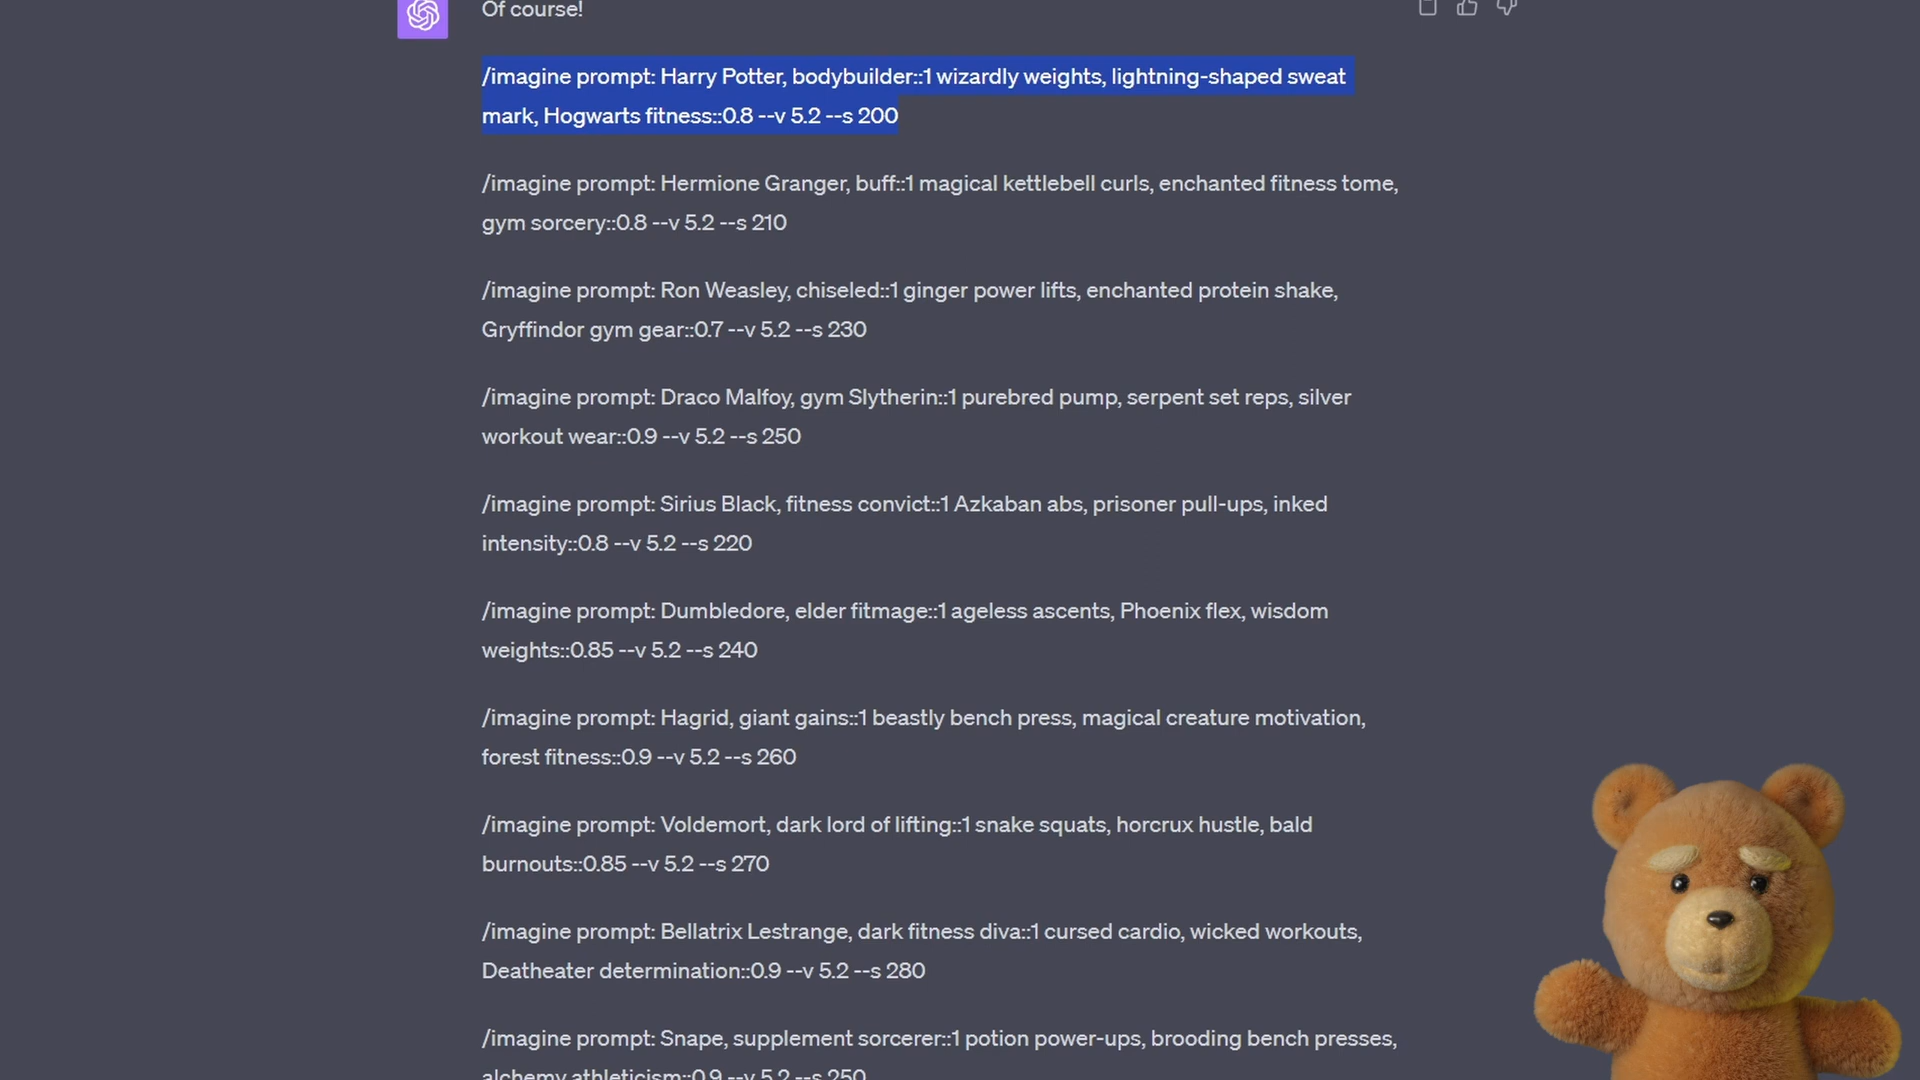 Of course!
/imagine prompt: Harry Potter, bodybuilder::1 wizardly weights, lightning-shaped sweat
mark, Hogwarts fitness::0.8 --v 5.2 --s 200
/imagine prompt: Hermione Granger, buff::1 magical kettlebell curls, enchanted fitness tome,
gym sorcery::0.8 --v 5.2 --s 210
/imagine prompt: Ron Weasley, chiseled::1 ginger power lifts, enchanted protein shake,
Gryffindor gym gear::0.7 --v 5.2 --s 230
/imagine prompt: Draco Malfoy, gym Slytherin::1 purebred pump, serpent set reps, silver
workout wear::0.9 --v 5.2 --s 250
/imagine prompt: Sirius Black, fitness convict::1 Azkaban abs, prisoner pull-ups, inked
intensity::0.8 --v 5.2 --s 220
/imagine prompt: Dumbledore, elder fitmage::1 ageless ascents, Phoenix flex, wisdom
weights::0.85 --v 5.2 --s 240
/imagine prompt: Hagrid, giant gains::1 beastly bench press, magical creature motivation,
forest fitness::0.9 --v 5.2 --s 260
/imagine prompt: Voldemort, dark lord of lifting::1 snake squats, horcrux hustle, bald
burnouts::0.85 --v 5.2 --s 270
/imagine prompt: Bellatrix Lestrange, dark fitness diva::1 cursed cardio, wicked workouts,
Deatheater determination::0.9 --v 5.2 --s 280
/imagine prompt: Snape, supplement sorcerer::1 potion power-ups, brooding bench presses,
alchemy athleticism::0.9 --v 5.2 --s 250